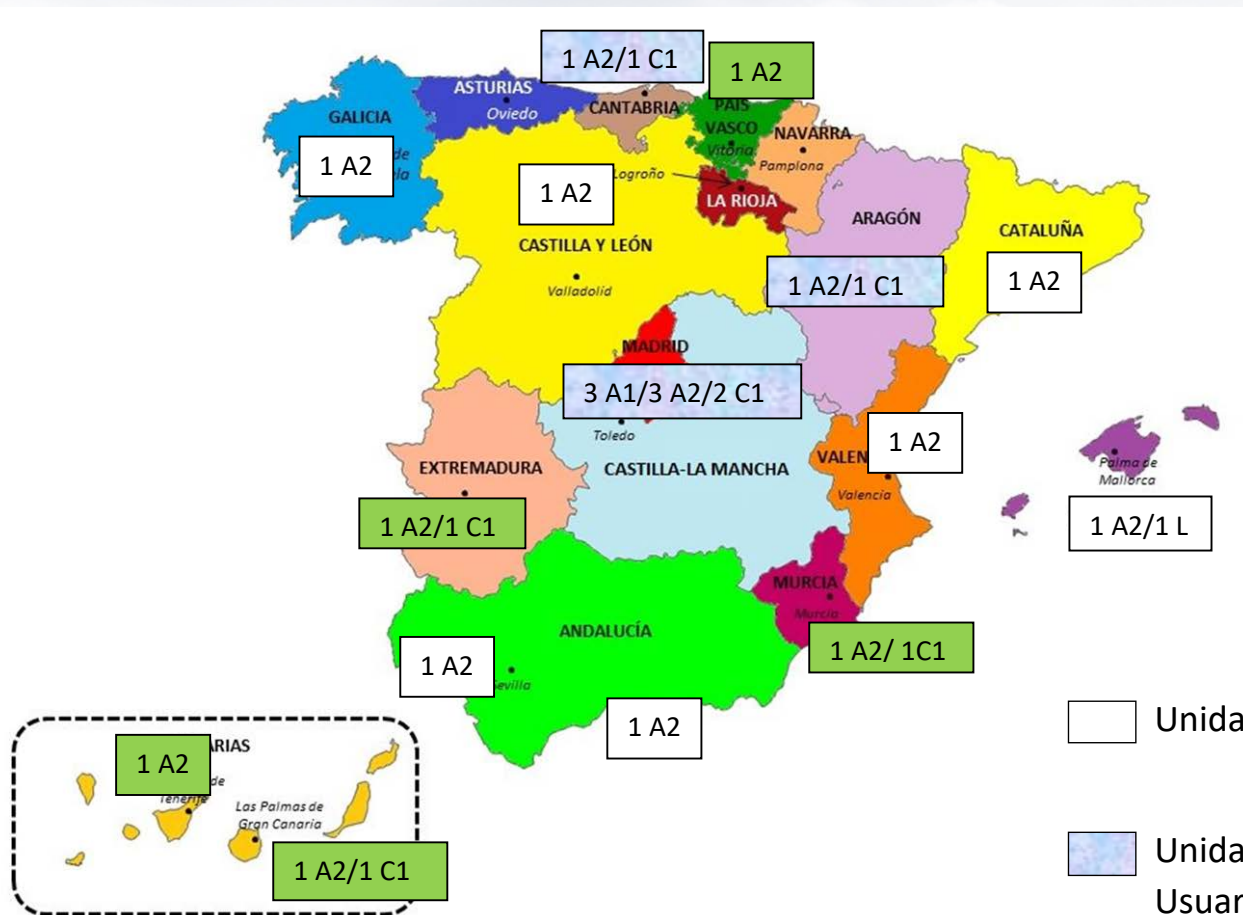 1 A2/1 C1
1 A2
ASTURIAS
Oviedo
CANTABRIA
PAIS
VASCO
Vitoria
GALICIA
1 A2
de
ela
NAVARRA
Pamplona
1 A2
Logroño
LA RIOJA
ARAGÓN
CATALUÑA
1 A2
CASTILLA Y LEÓN
Valladolid
1 A2/1 C1
MADRID
3 A1/3 A2/2 C1
Toledo
EXTREMADURA
CASTILLA-LA MANCHA
VALEN
1 A2
Valencia
Palma de
Mallorca
1 A2/1 L
1 A2/1 C1
MURCIA
Murcia
1 A2/ 1C1
ANDALUCÍA
1 A2
Sevilla
1 A2
ARIAS
1 A2
de
Tenerife
Las Palmas de
Gran Canaria
1 A2/1 C1
Unida
Unida
Usuar